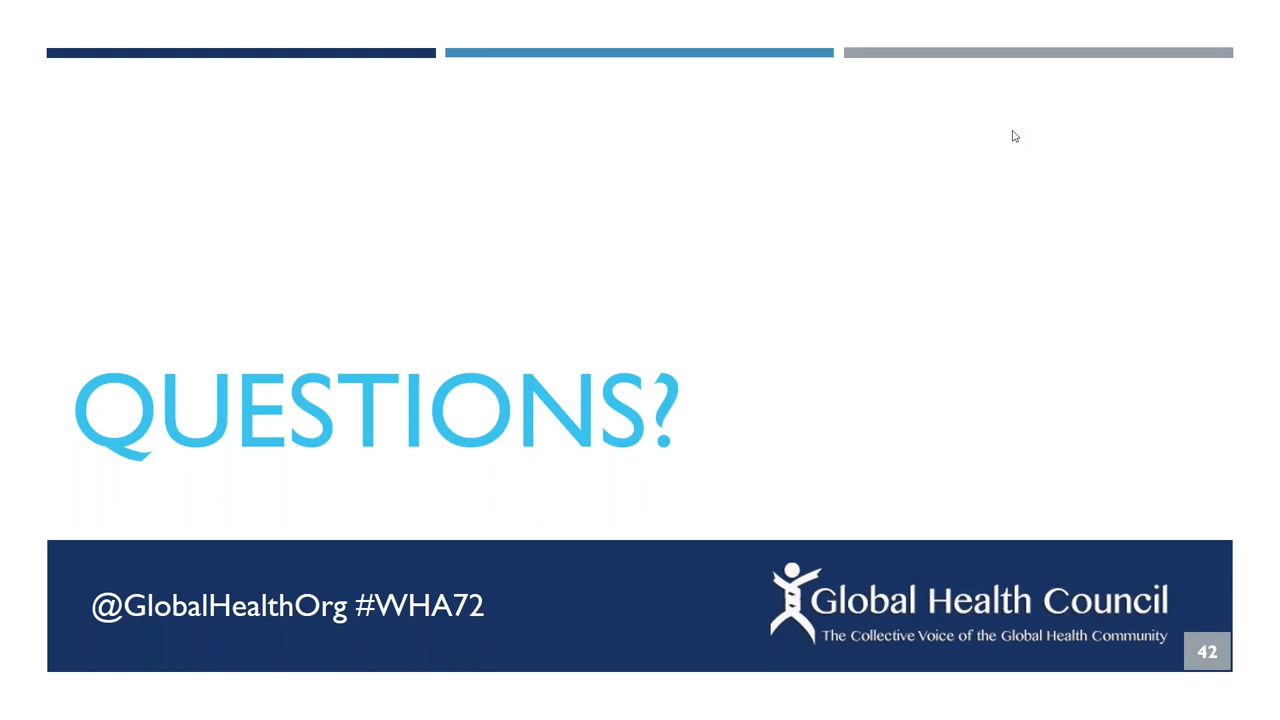 QUESTIONS?
@GlobalHealthOrg #WHA72
Global Health Council
The Collective Voice of the Global Health Community
42